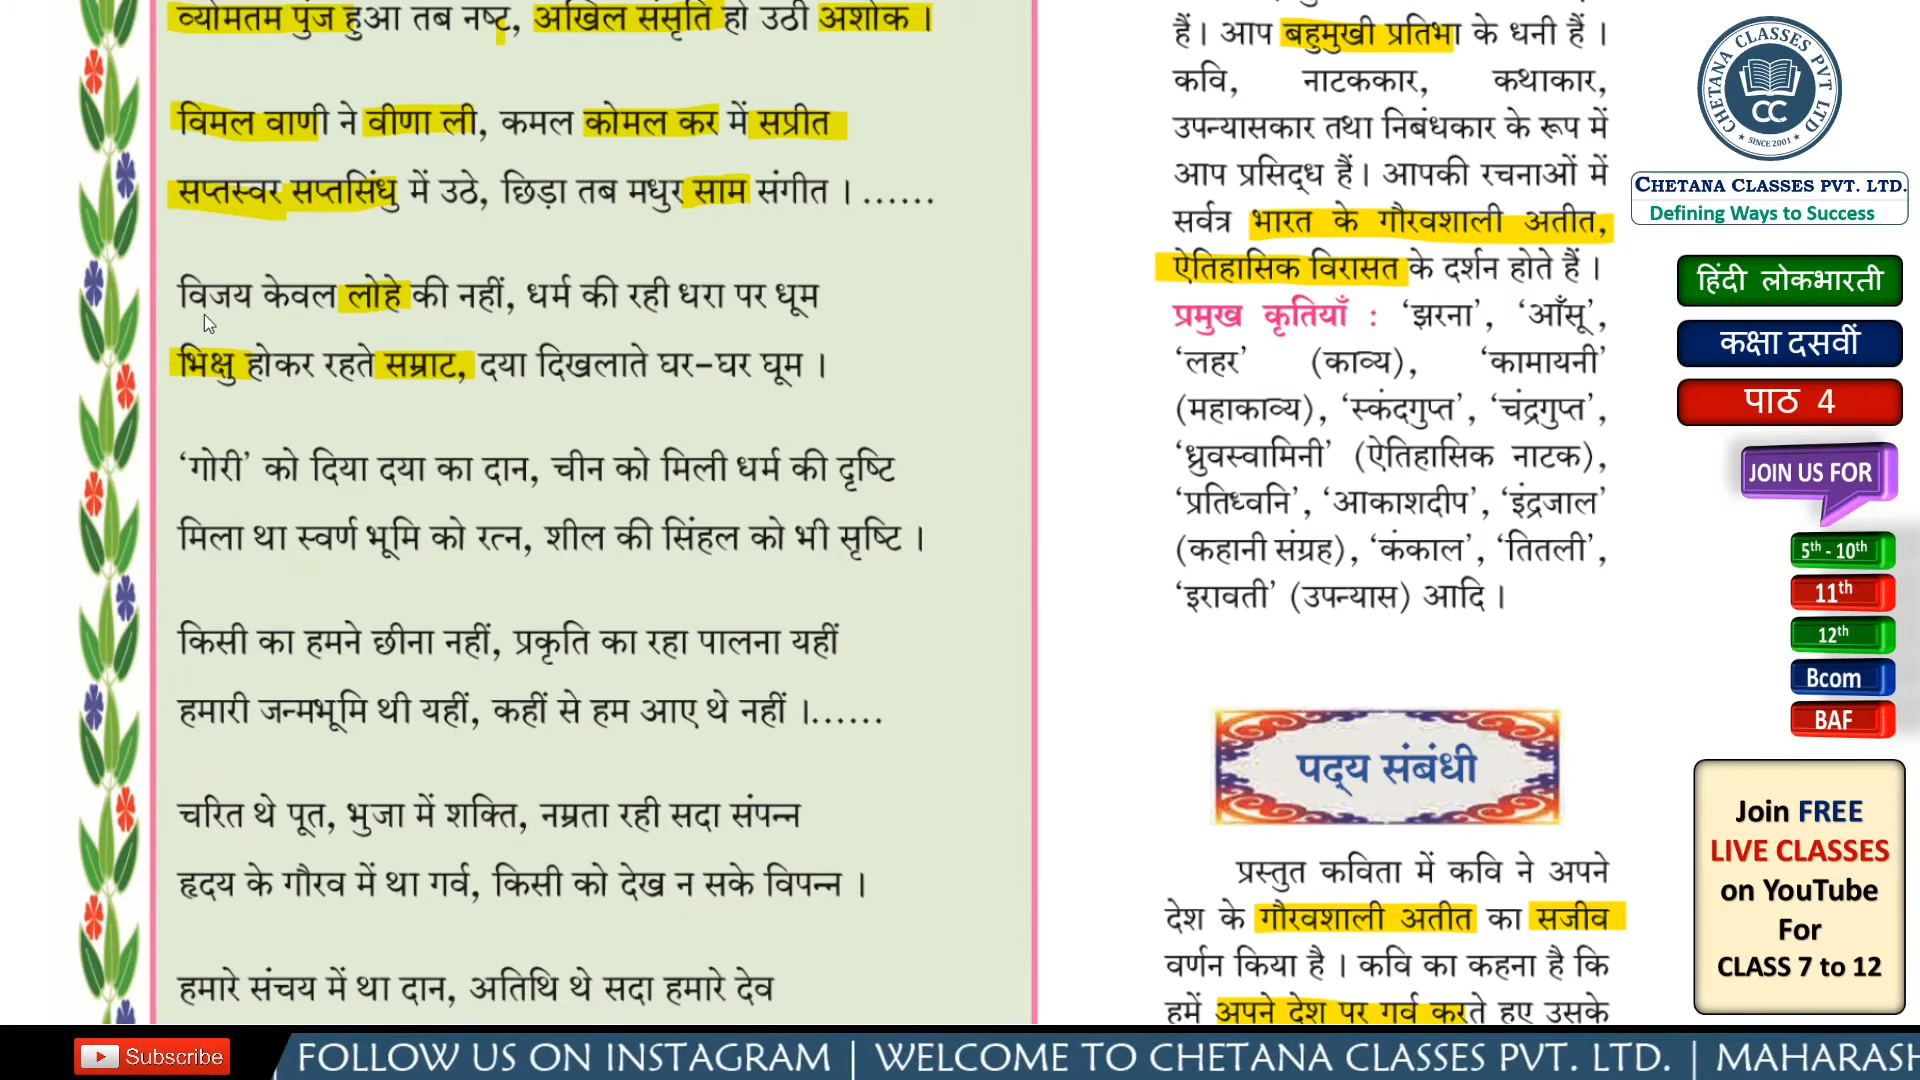 व्योमतम पुंज हुआ तब नष्ट, अखिल संसृति हो उठी अशोक ।
विमल वाणी ने वीणा ली, कमल कोमल कर में सप्रीत
सप्तस्वर सप्तसिंधु में उठे, छिड़ा तब मधुर साम संगीत । ......
विजय केवल लोहे की नहीं, धर्म की रही धरा पर धूम
भिक्षु होकर रहते सम्राट, दया दिखलाते घर-घर घूम ।
‘गोरी’ को दिया दया का दान, चीन को मिली धर्म की दृष्टि
मिला था स्वर्ण भूमि को रत्न, शील की सिंहल को भी सृष्टि ।
किसी का हमने छीना नहीं, प्रकृति का रहा पालना यहीं
हमारी जन्मभूमि थी यहीं, कहीं से हम आए थे नहीं ।......
चरित थे पूत, भुजा में शक्ति, नम्रता रही सदा संपन्न
हृदय के गौरव में था गर्व, किसी को देख न सके विपन्न ।
हमारे संचय में था दान, अतिथि थे सदा हमारे देव
हैं। आप बहुमुखी प्रतिभा के धनी हैं ।
कवि, नाटककार, कथाकार,
उपन्यासकार तथा निबंधकार के रूप में
आप प्रसिद्ध हैं। आपकी रचनाओं में
सर्वत्र भारत के गौरवशाली अतीत,
ऐतिहासिक विरासत के दर्शन होते हैं ।
प्रमुख कृतियाँ : ‘झरना’, ‘आँसू’,
‘लहर’ (काव्य), ‘कामायनी’
(महाकाव्य), ‘स्कंदगुप्त’, ‘चंद्रगुप्त’,
‘ध्रुवस्वामिनी’ (ऐतिहासिक नाटक),
‘प्रतिध्वनि’, ‘आकाशदीप’, ‘इंद्रजाल’
(कहानी संग्रह), ‘कंकाल’, ‘तितली’,
‘इरावती’ (उपन्यास) आदि ।
पद्य संबंधी
प्रस्तुत कविता में कवि ने अपने
देश के गौरवशाली अतीत का सजीव
वर्णन किया है । कवि का कहना है कि
हमें अपने देश पर गर्व करते हुए उसके
CHETANA CLASSES PVT LTD
CC
SINCE 2001
CHETANA CLASSES PVT. LTD.
Defining Ways to Success
हिंदी लोकभारती
कक्षा दसवीं
पाठ 4
JOIN US FOR
5th - 10th
11th
12th
Bcom
BAF
Join FREE
LIVE CLASSES
on YouTube
For
CLASS 7 to 12
Subscribe
FOLLOW US ON INSTAGRAM | WELCOME TO CHETANA CLASSES PVT. LTD. | MAHARASH